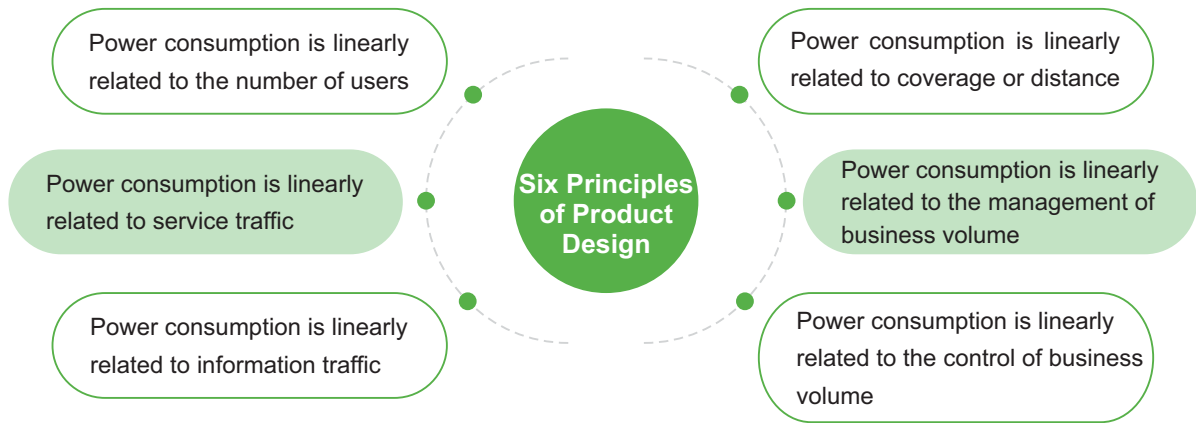 Power consumption is linearly
related to the number of users
Power consumption is linearly
related to service traffic
Power consumption is linearly
related to information traffic
Six Principles
of Product
Design
Power consumption is linearly
related to coverage or distance
Power consumption is linearly
related to the management of
business volume
Power consumption is linearly
related to the control of business
volume